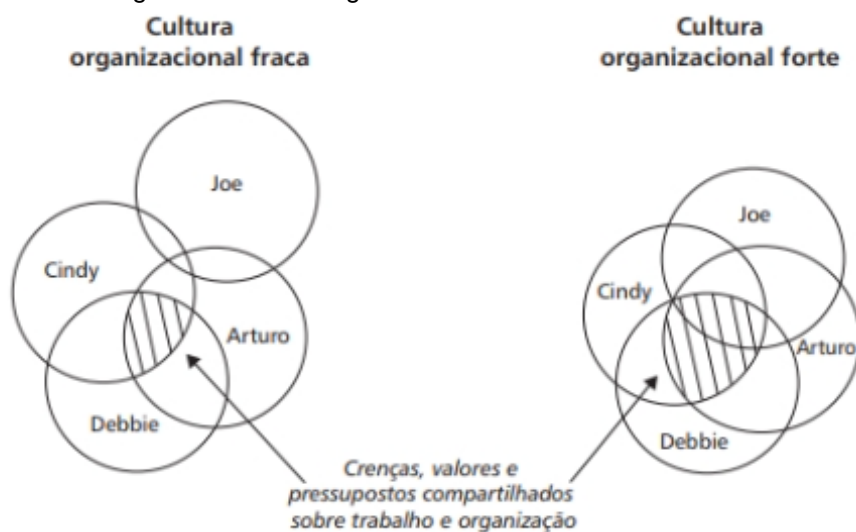 Cultura
organizacional fraca
Cultura
organizacional forte
Joe
Cindy
Arturo
Debbie
Joe
Cindy
Arturo
Debbie
Crenças, valores e
pressupostos compartilhados
sobre trabalho e organização